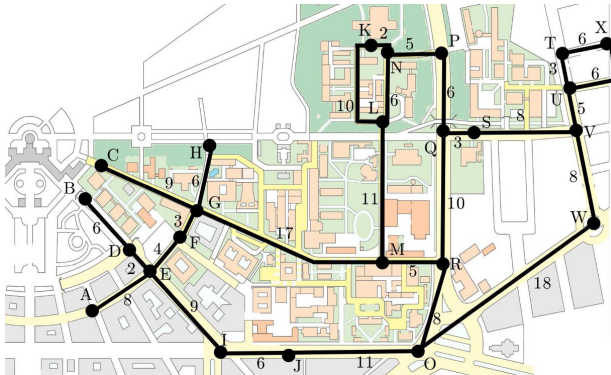 K 2 5 P T 6 X
N 3 6
10 6 6 U
L 8 5
C H Q 3 S V
9 6
B G 8
6 3 11 10 W
D F 17
4 M 5 R
2 E 18
A 8 9 8
I O
6 J 11